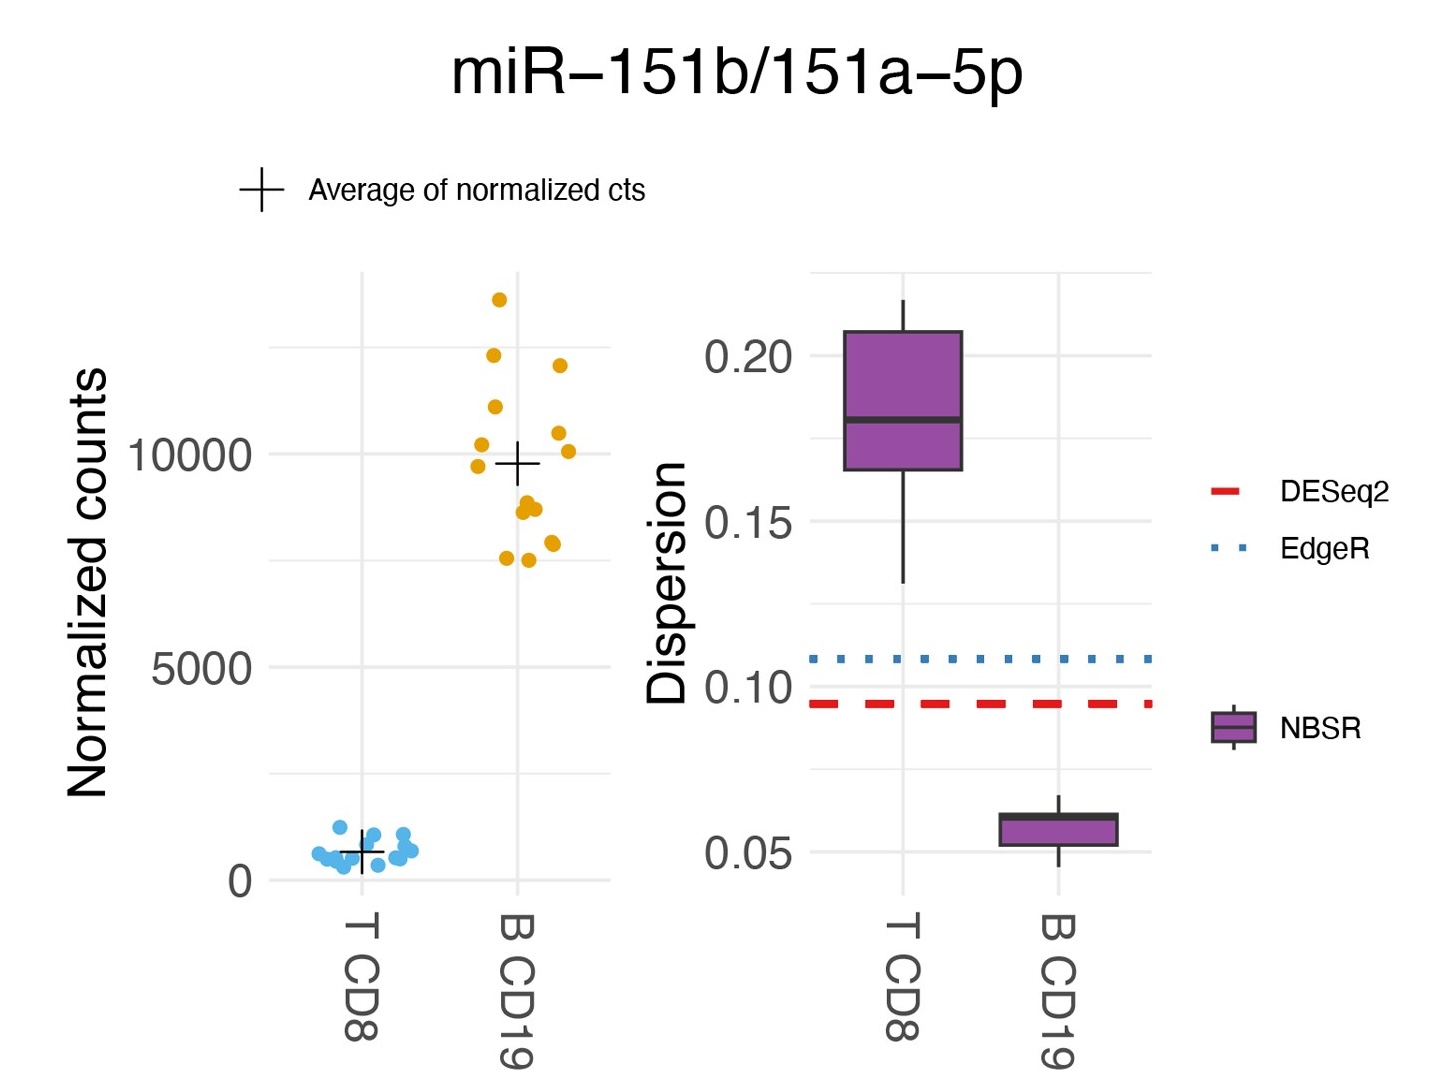 miR−151b/151a−5p
Average of normalized cts
Normalized counts
10000
5000
0
T CD8
B CD19
Dispersion
0.20
0.15
0.10
0.05
T CD8
B CD19
DESeq2
EdgeR
NBSR